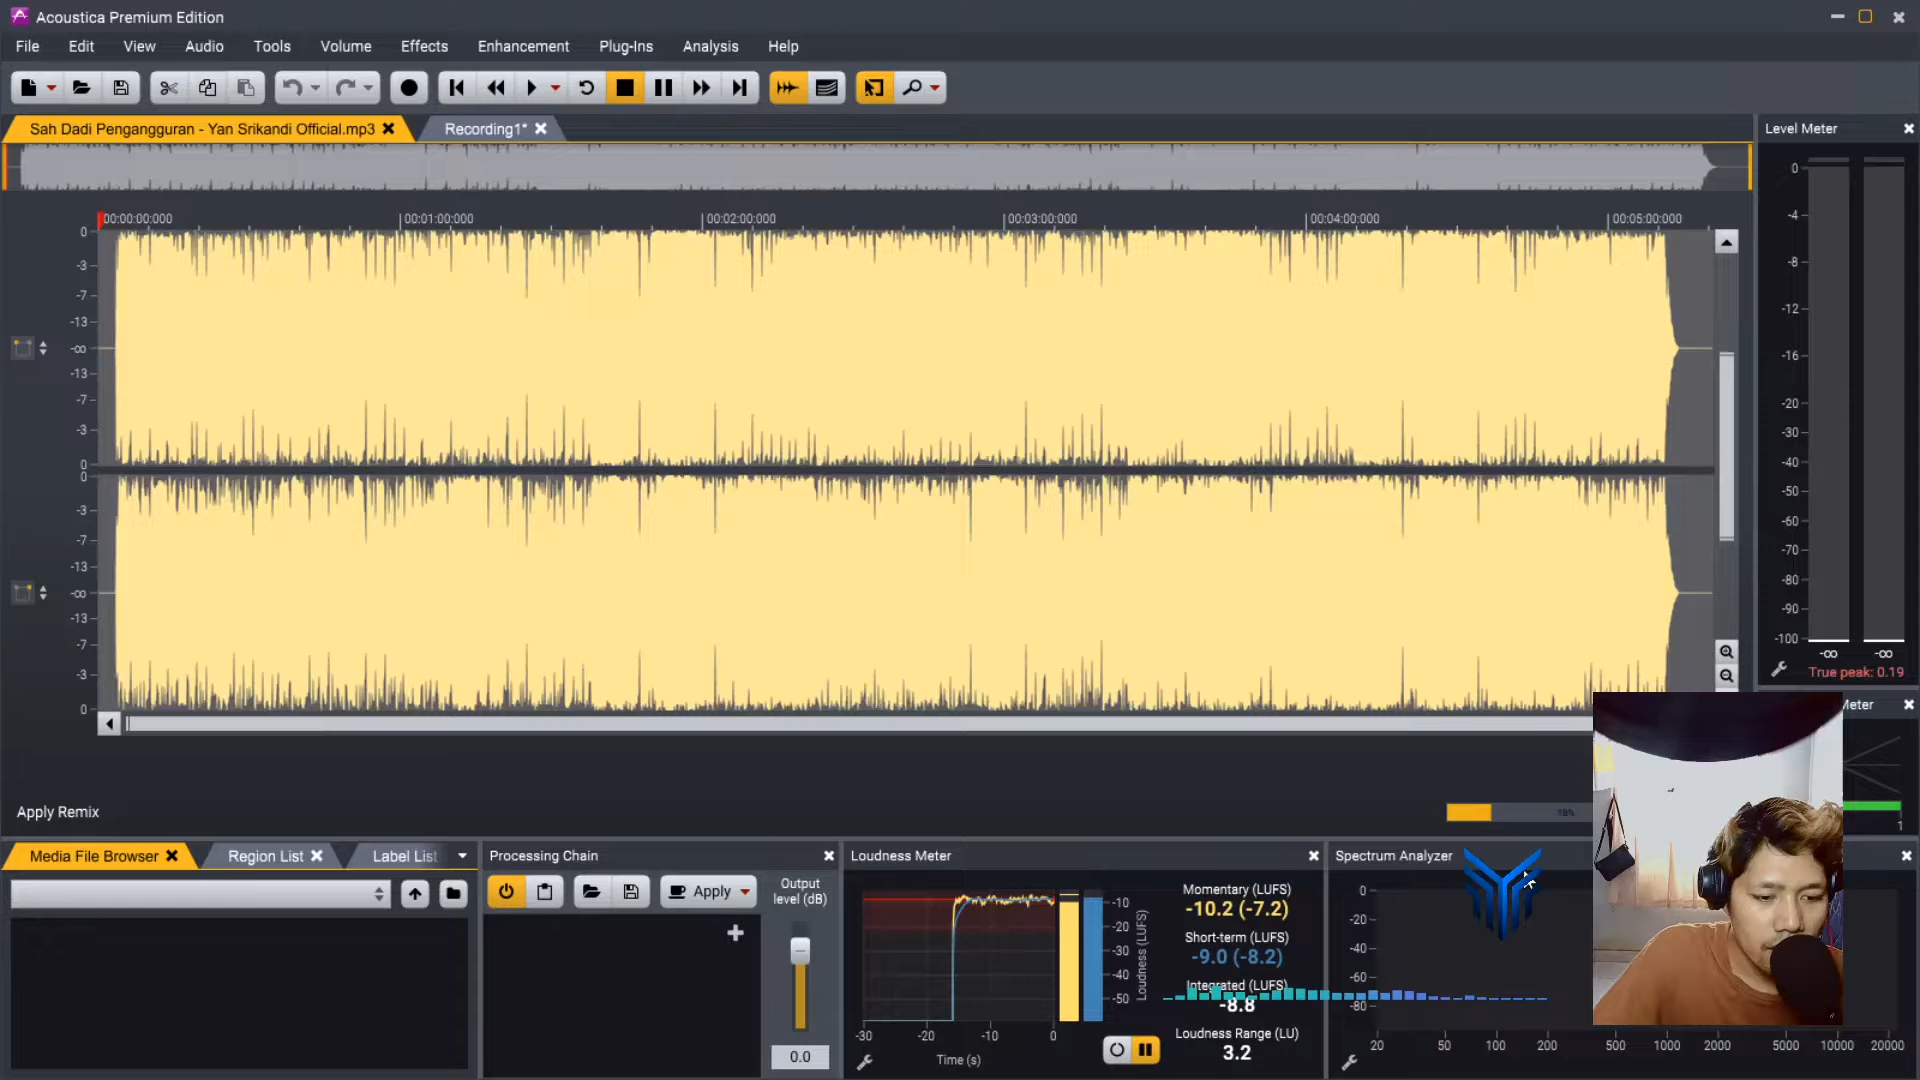 Acoustica Premium Edition
File Edit View Audio Tools Volume Effects Enhancement Plug-Ins Analysis Help
Sah Dadi Pengangguran - Yan Srikandi Official.mp3
Recording1*
Level Meter
00:00:00:000 00:01:00:000 00:02:00:000 00:03:00:000 00:04:00:000 00:05:00:000
0
-3
-7
-13
-∞
-13
-7
-3
0
0
-3
-7
-13
-∞
-13
-7
-3
0
0
-4
-8
-12
-16
-20
-30
-40
-50
-60
-70
-80
-90
-100
-∞ -∞
True peak: 0.19
Meter
1
Apply Remix
18%
Media File Browser
Region List
Label List
Processing Chain
Apply
Output
level (dB)
0.0
Loudness Meter
-10
-20
-30
-40
-50
Loudness (LUFS)
-30 -20 -10 0
Time (s)
Momentary (LUFS)
-10.2 (-7.2)
Short-term (LUFS)
-9.0 (-8.2)
Integrated (LUFS)
-8.8
Loudness Range (LU)
3.2
Spectrum Analyzer
0
-20
-40
-60
-80
20 50 100 200 500 1000 2000 5000 10000 20000